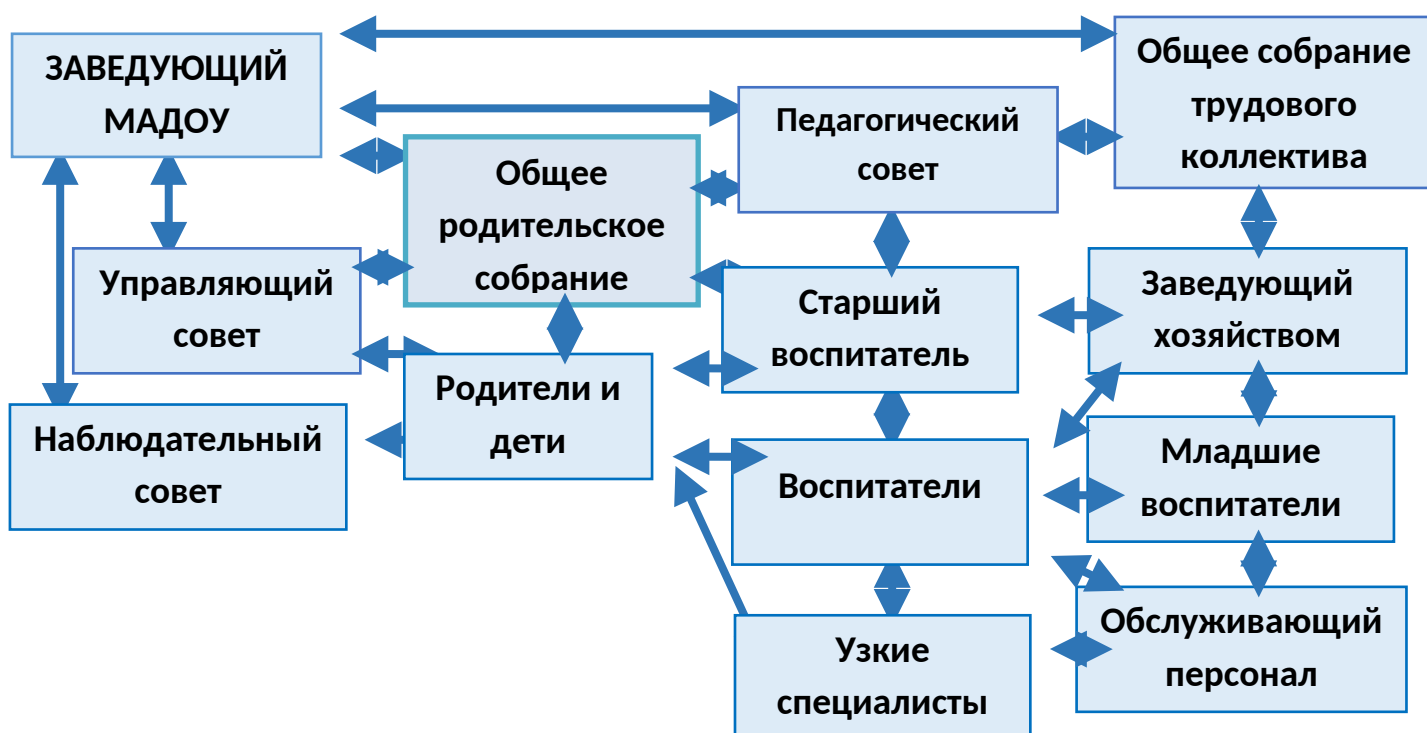 ЗАВЕДУЮЩИЙ
МАДОУ
Общее собрание
трудового
коллектива
Педагогический
совет
Общее
родительское
собрание
Управляющий
совет
Старший
воспитатель
Заведующий
хозяйством
Родители и
дети
Наблюдательный
совет
Воспитатели
Младшие
воспитатели
Узкие
специалисты
Обслуживающий
персонал